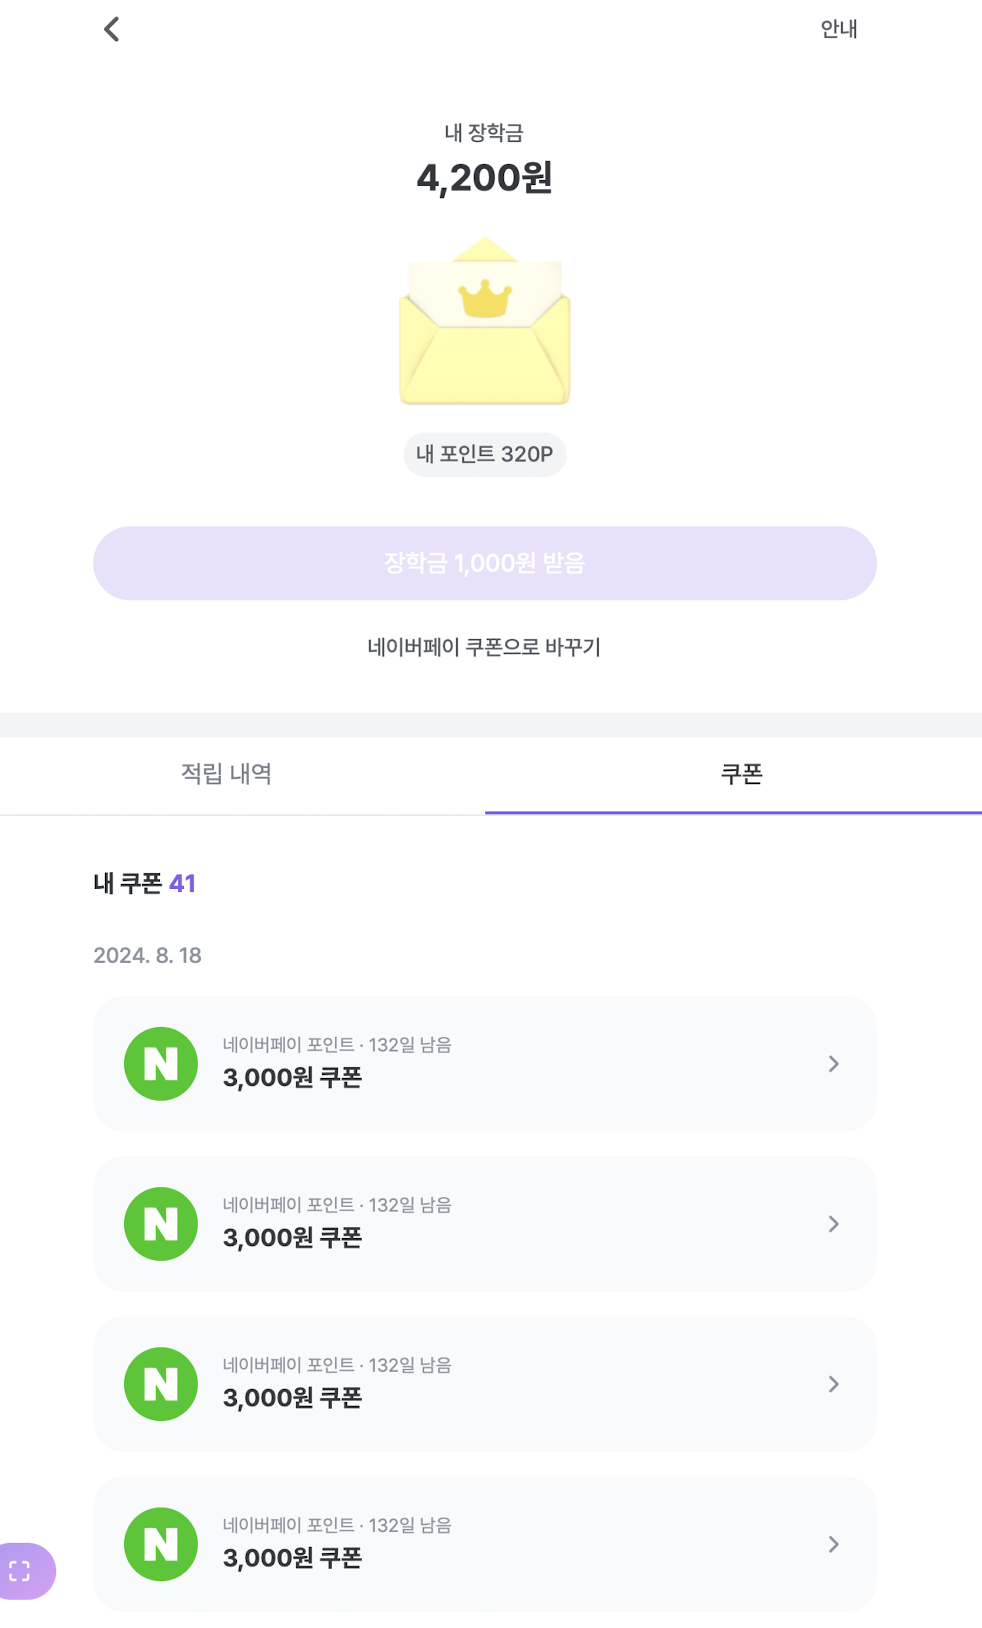 안내
내 장학금
4,200원
내 포인트 320P
장학금 1,000원 받음
네이버페이 쿠폰으로 바꾸기
적립 내역
쿠폰
내 쿠폰 41
2024. 8. 18
N
네이버페이 포인트 · 132일 남음
3,000원 쿠폰
N
네이버페이 포인트 · 132일 남음
3,000원 쿠폰
N
네이버페이 포인트 · 132일 남음
3,000원 쿠폰
N
네이버페이 포인트 · 132일 남음
3,000원 쿠폰